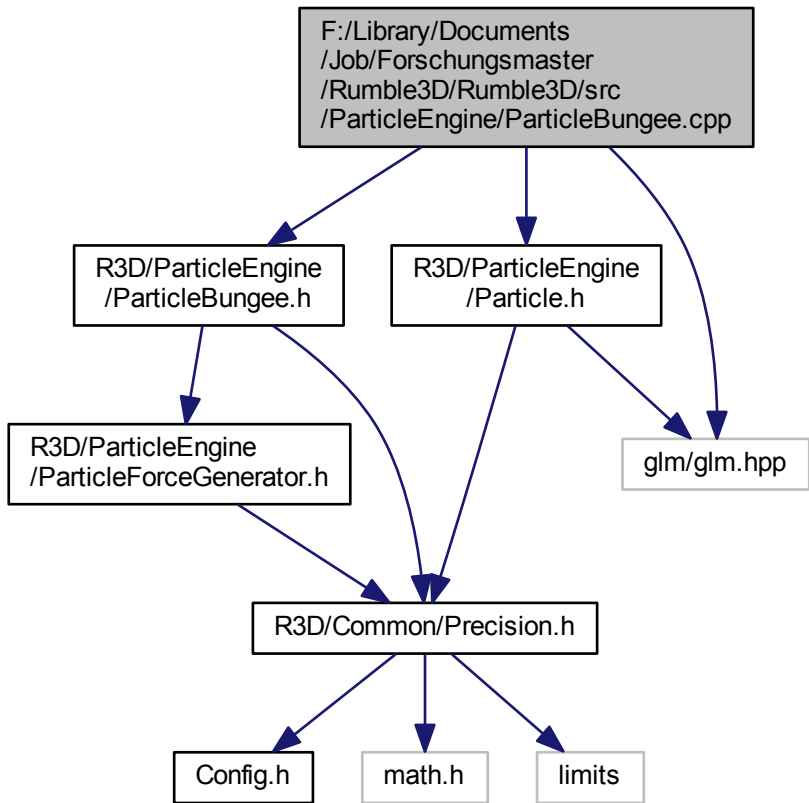 F:/Library/Documents
/Job/Forschungsmaster
/Rumble3D/Rumble3D/src
/ParticleEngine/ParticleBungee.cpp
R3D/ParticleEngine
/ParticleBungee.h
R3D/ParticleEngine
/Particle.h
R3D/ParticleEngine
/ParticleForceGenerator.h
glm/glm.hpp
R3D/Common/Precision.h
Config.h
math.h
limits